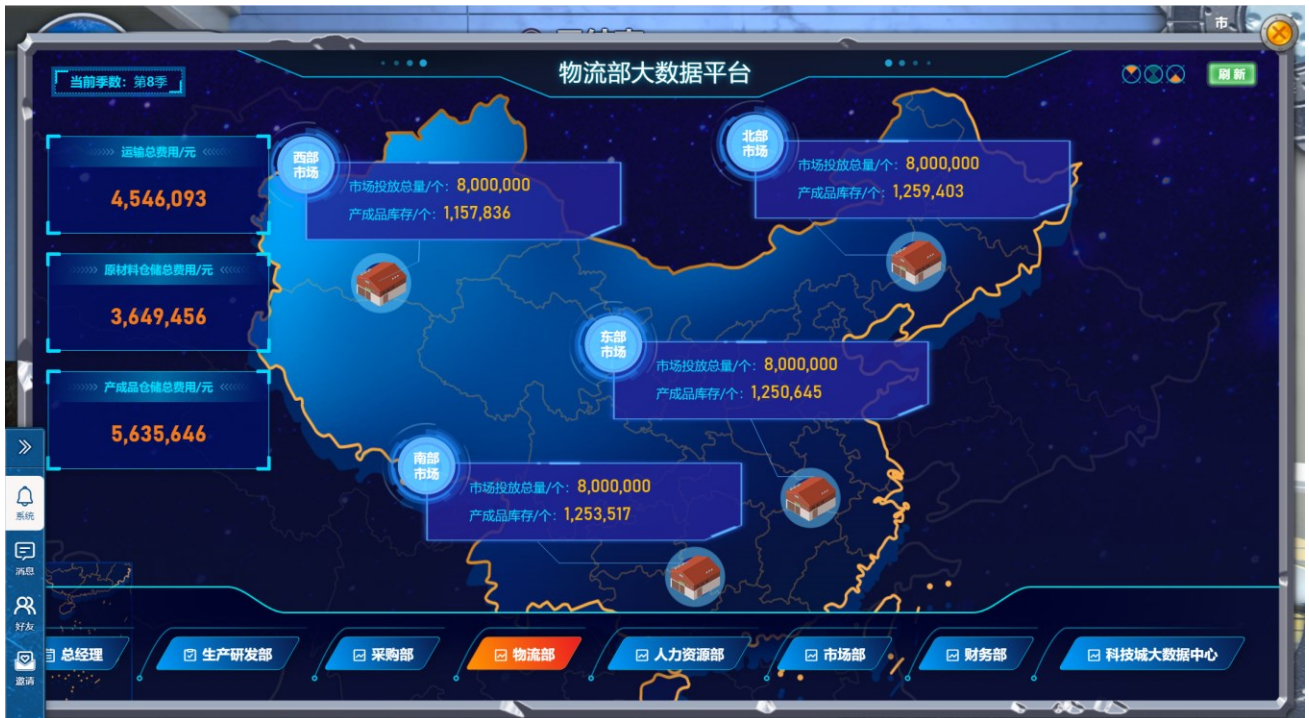 市
物流部大数据平台
当前季数：第8季
刷新
运输总费用/元
4,546,093
原材料仓储总费用/元
3,649,456
产成品仓储总费用/元
5,635,646
西部
市场
市场投放总量/个：8,000,000
产成品库存/个：1,157,836
北部
市场
市场投放总量/个：8,000,000
产成品库存/个：1,259,403
东部
市场
市场投放总量/个：8,000,000
产成品库存/个：1,250,645
南部
市场
市场投放总量/个：8,000,000
产成品库存/个：1,253,517
系统
消息
好友
邀请
总经理
生产研发部
采购部
物流部
人力资源部
市场部
财务部
科技城大数据中心